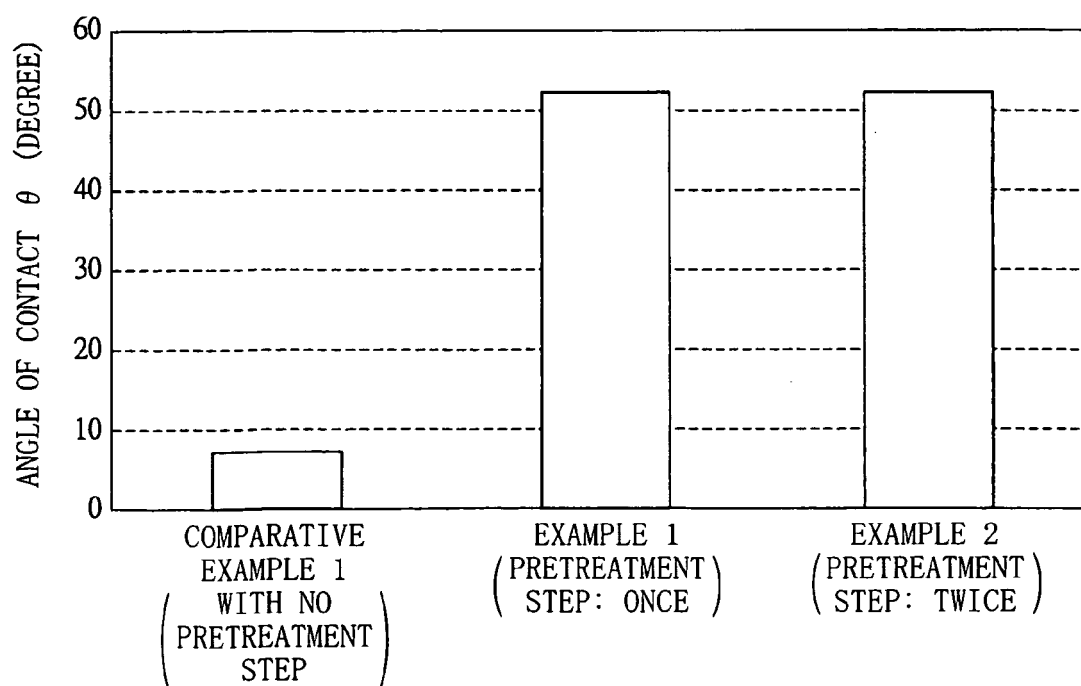 ANGLE OF CONTACT θ (DEGREE)
60
50
40
30
20
10
0
COMPARATIVE
EXAMPLE 1
( WITH NO
PRETREATMENT
STEP )
EXAMPLE 1
( PRETREATMENT
STEP: ONCE )
EXAMPLE 2
( PRETREATMENT
STEP: TWICE )